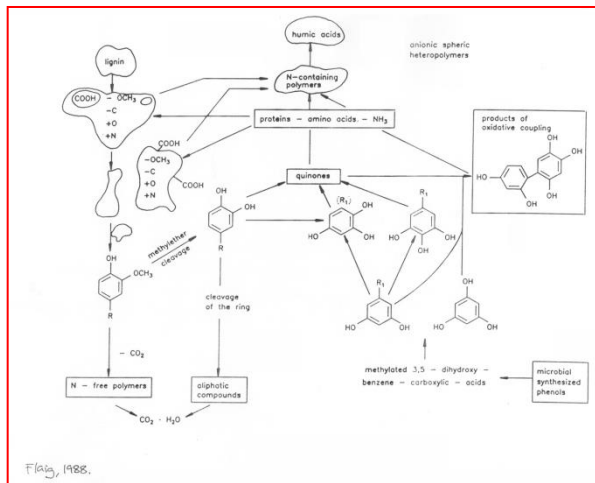 humic acids
anionic spheric
heteropolymers
lignin
N-containing
polymers
COOH
- OCH₃
- C
+ O
+ N
proteins - amino acids - NH₃
products of
oxidative coupling
COOH
- OCH₃
- C
+ O
+ N
COOH
OH
OH
HO
OH
OH
quinones
OH
OH
R
(R₁)
OH
HO
OH
R₁
HO
OH
OH
methylether
cleavage
OH
OCH₃
R
cleavage
of the ring
R₁
HO
OH
OH
HO
OH
- CO₂
N - free polymers
aliphatic
compounds
methylated 3,5 - dihydroxy -
benzene - carboxylic - acids
microbial
synthesized
phenols
CO₂ · H₂O
Flaig, 1988.